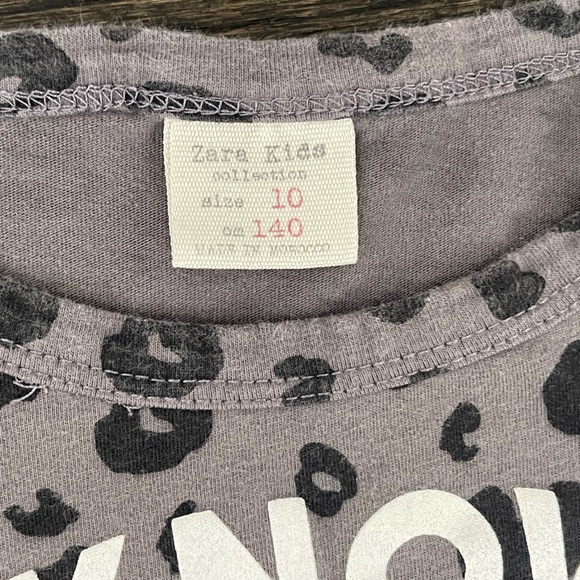 Zara Kids
collection
size 10
cm 140
MADE IN MOROCCO